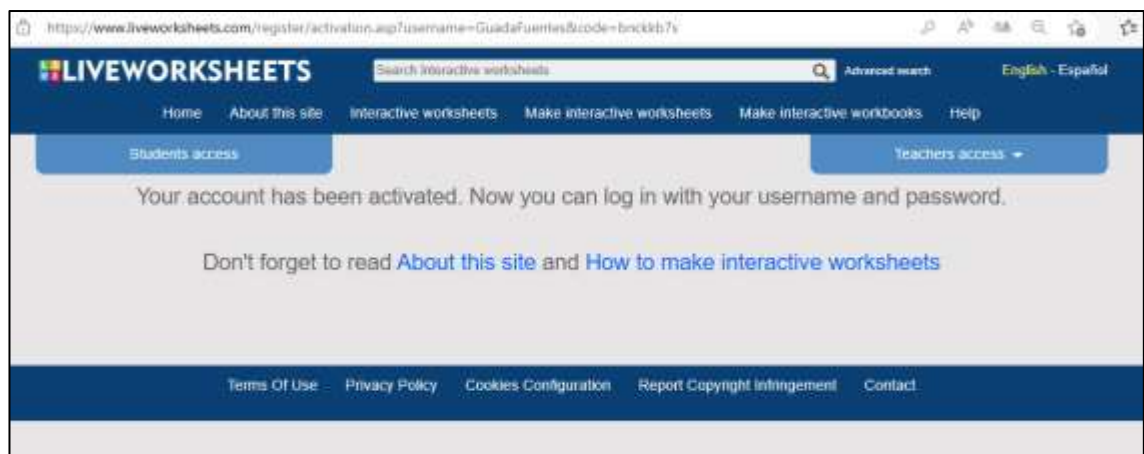 https://www.liveworksheets.com/register/activation.asp?username=GuadaFuentes&code=
LIVEWORKSHEETS
Search interactive worksheets
Advanced search
English - Español
Home About this site Interactive worksheets Make interactive worksheets Make interactive workbooks Help
Students access
Teachers access
Your account has been activated. Now you can log in with your username and password.
Don't forget to read About this site and How to make interactive worksheets
Terms Of Use Privacy Policy Cookies Configuration Report Copyright Infringement Contact